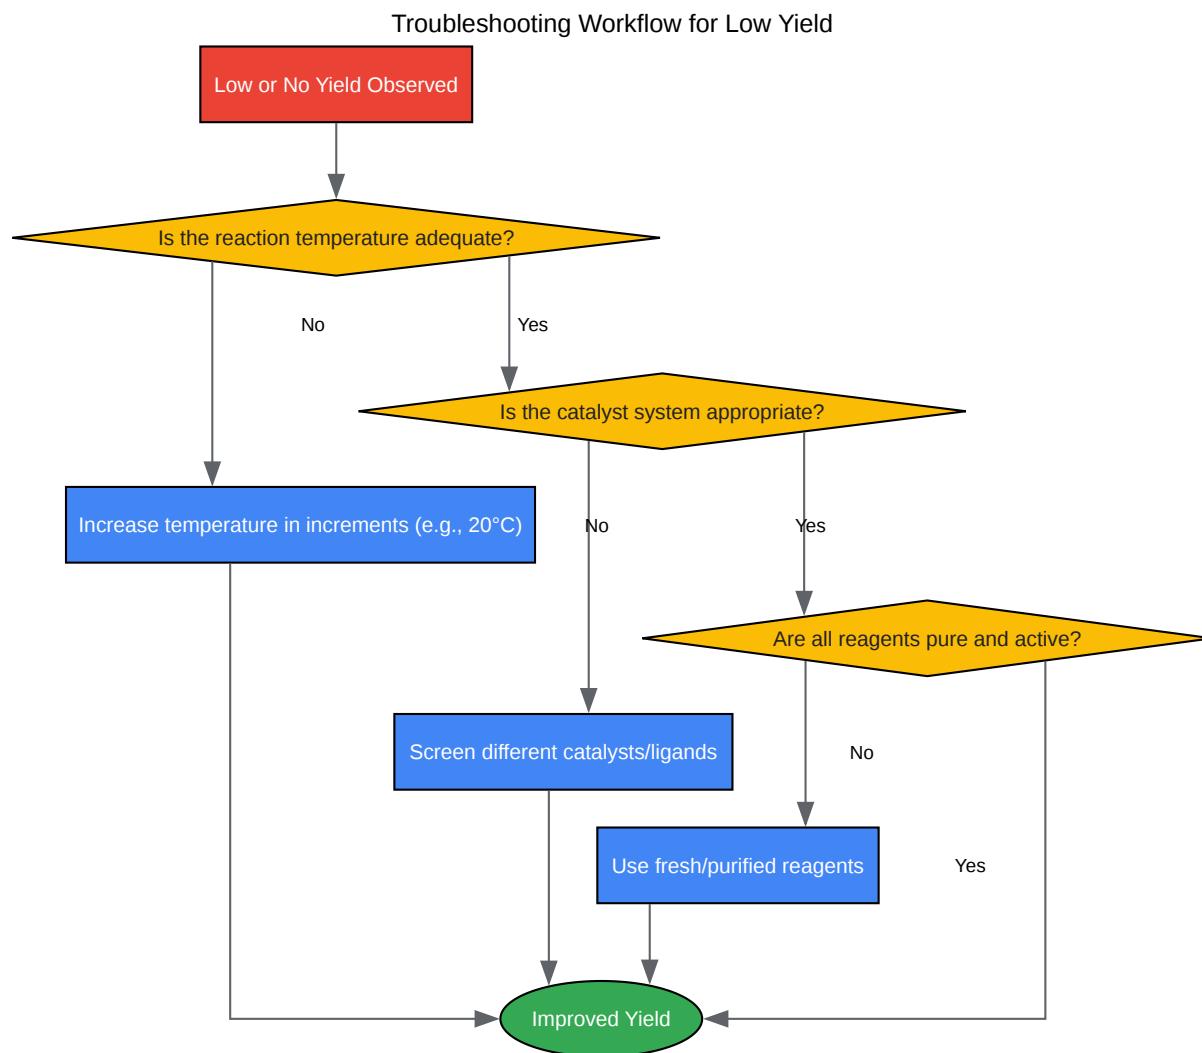 Troubleshooting Workflow for Low Yield
Low or No Yield Observed
Is the reaction temperature adequate?
No
Yes
Is the catalyst system appropriate?
Increase temperature in increments (e.g., 20°C)
No
Yes
Are all reagents pure and active?
Screen different catalysts/ligands
No
Use fresh/purified reagents
Yes
Improved Yield